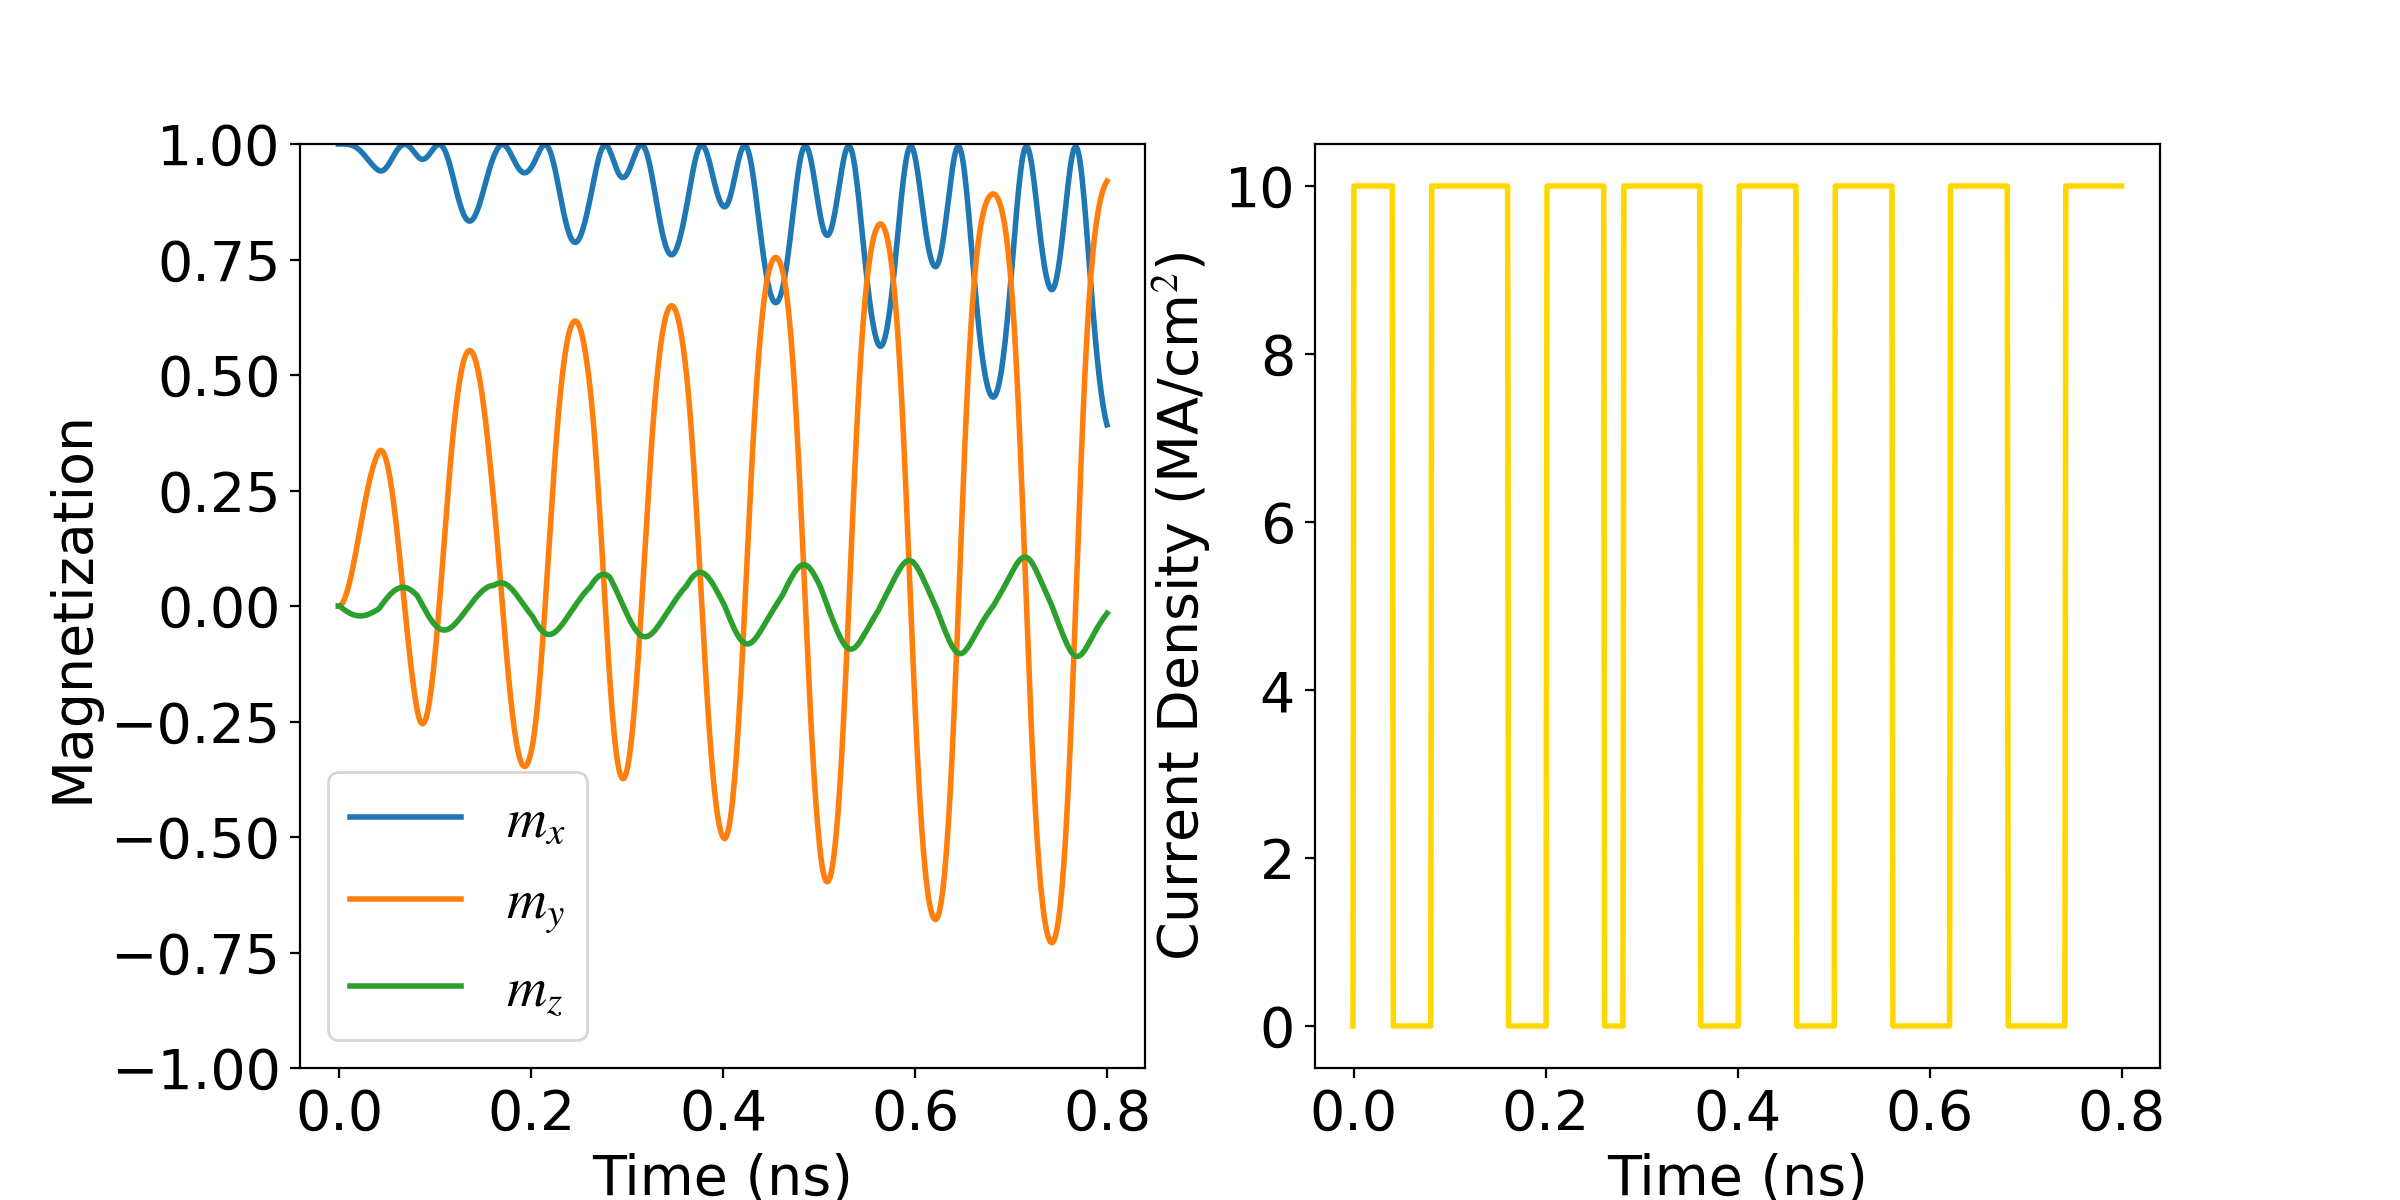 Magnetization
1.00
0.75
0.50
0.25
0.00
−0.25
−0.50
−0.75
−1.00
0.0 0.2 0.4 0.6 0.8
Time (ns)
m_x
m_y
m_z
Current Density (MA/cm²)
10
8
6
4
2
0
0.0 0.2 0.4 0.6 0.8
Time (ns)